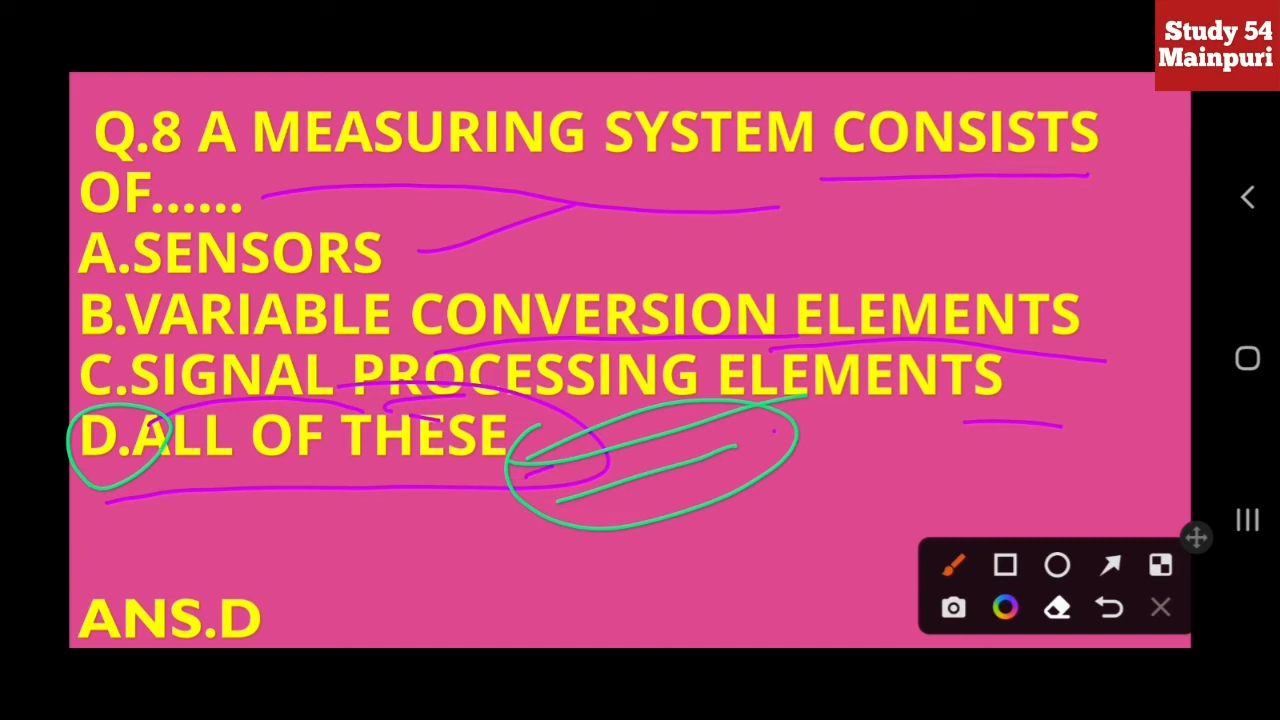 Study 54
Mainpuri
Q.8 A MEASURING SYSTEM CONSISTS
OF......
A.SENSORS
B.VARIABLE CONVERSION ELEMENTS
C.SIGNAL PROCESSING ELEMENTS
D.ALL OF THESE
ANS.D